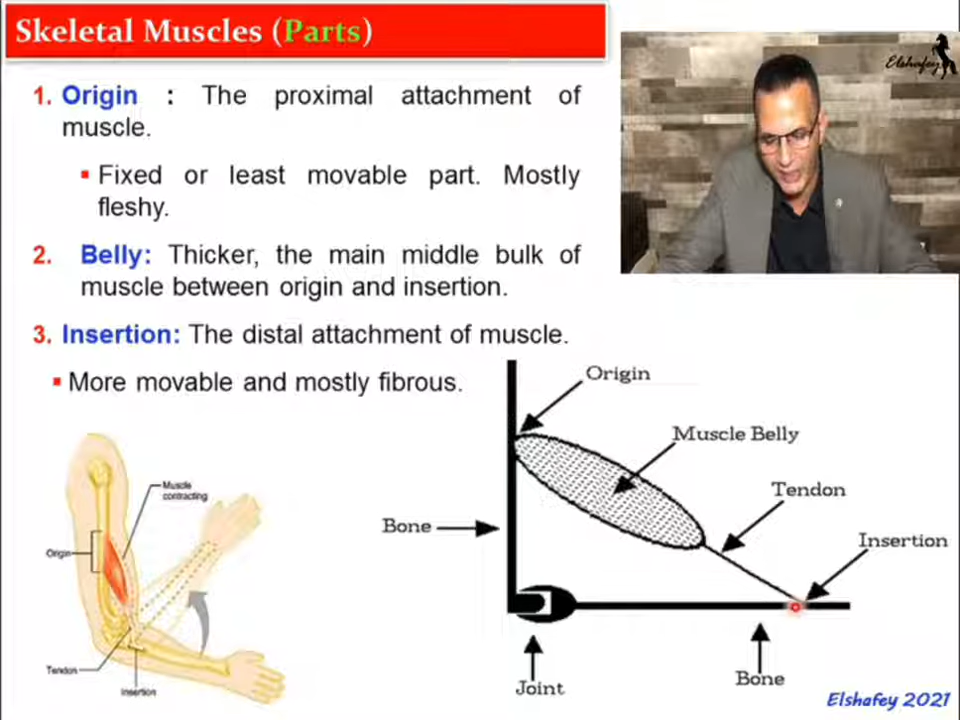 Skeletal Muscles (Parts)
Elshafey
1. Origin : The proximal attachment of
muscle.
▪ Fixed or least movable part. Mostly
fleshy.
2. Belly: Thicker, the main middle bulk of
muscle between origin and insertion.
3. Insertion: The distal attachment of muscle.
▪ More movable and mostly fibrous.
Origin
Muscle Belly
Tendon
Insertion
Bone
Joint
Bone
Muscle
contracting
Origin
Tendon
Insertion
Elshafey 2021